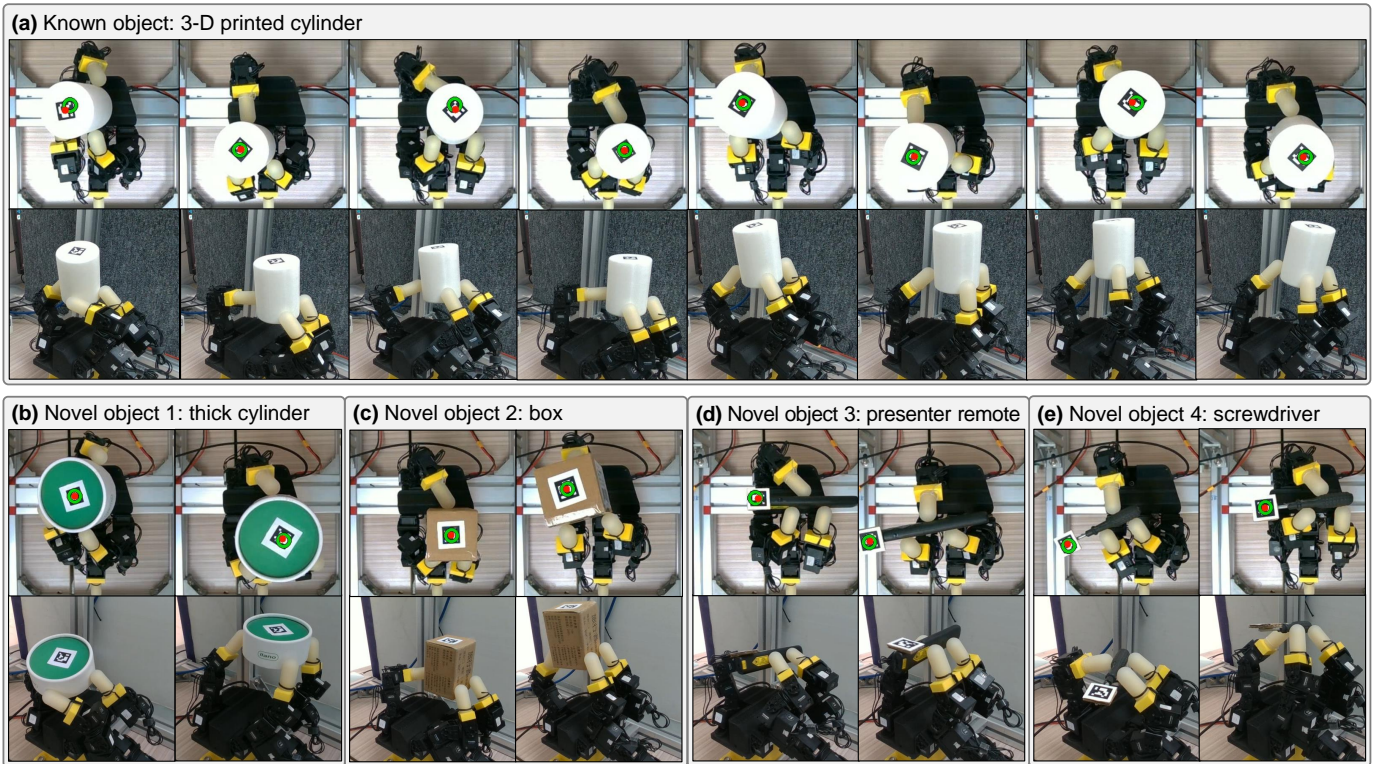 (a) Known object: 3-D printed cylinder
(b) Novel object 1: thick cylinder
(c) Novel object 2: box
(d) Novel object 3: presenter remote
(e) Novel object 4: screwdriver